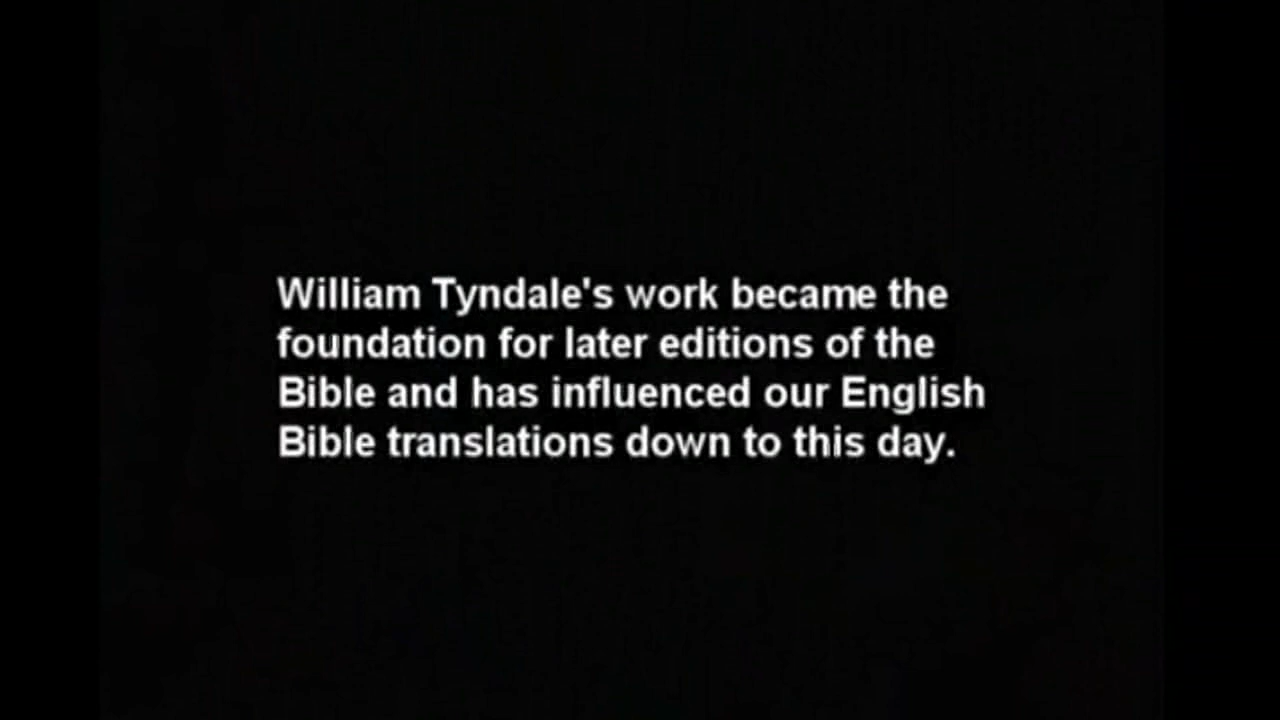 William Tyndale's work became the
foundation for later editions of the
Bible and has influenced our English
Bible translations down to this day.